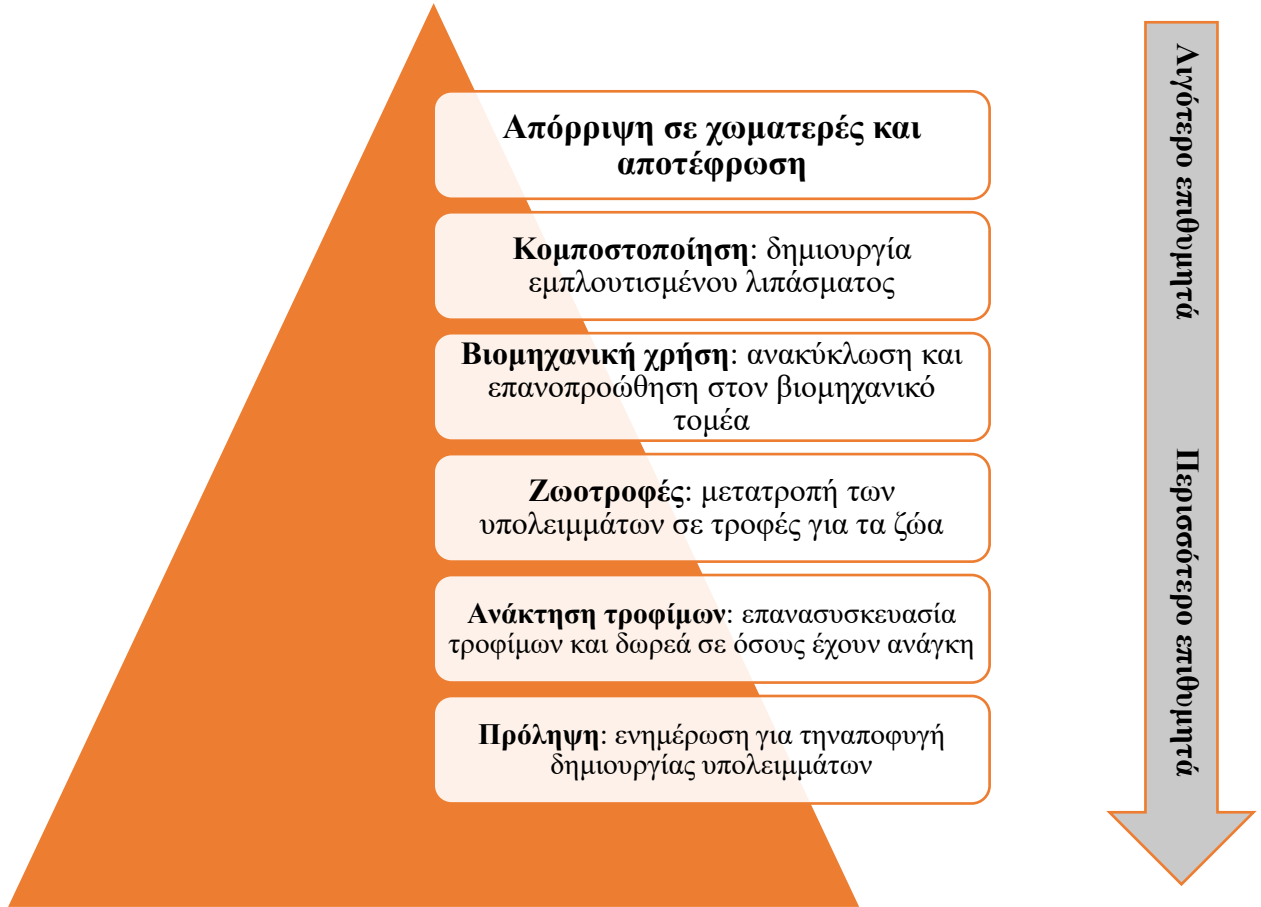 Απόρριψη σε χωματερές και
αποτέφρωση
Κομποστοποίηση: δημιουργία
εμπλουτισμένου λιπάσματος
Βιομηχανική χρήση: ανακύκλωση και
επανοπροώθηση στον βιομηχανικό
τομέα
Ζωοτροφές: μετατροπή των
υπολειμμάτων σε τροφές για τα ζώα
Ανάκτηση τροφίμων: επανασυσκευασία
τροφίμων και δωρεά σε όσους έχουν ανάγκη
Πρόληψη: ενημέρωση για τηναποφυγή
δημιουργίας υπολειμμάτων
Λιγότερο επιθυμητά
Περισσότερο επιθυμητά